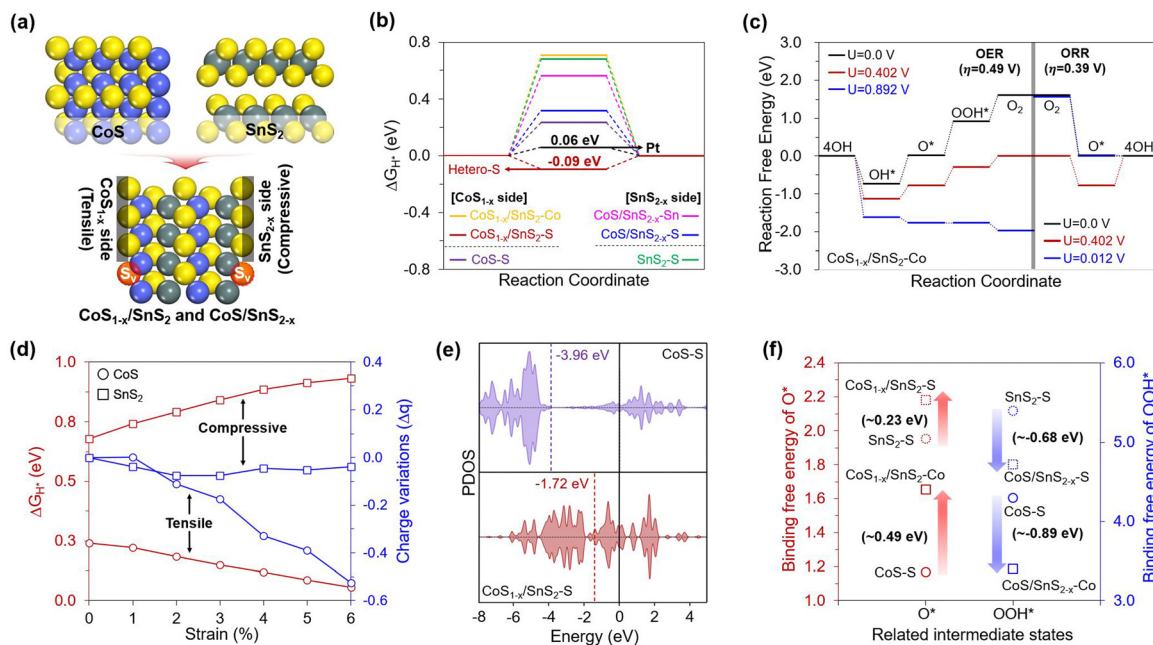 (a)
CoS
SnS2
CoS1-x side
(Tensile)
SnS2-x side
(Compressive)
Sv
Sv
CoS1-x/SnS2 and CoS/SnS2-x
(b)
0.8
0.4
0.0
-0.4
-0.8
ΔGH* (eV)
0.06 eV
Pt
Hetero-S
-0.09 eV
[CoS1-x side]
[SnS2-x side]
CoS1-x/SnS2-Co
CoS/SnS2-x-Sn
CoS1-x/SnS2-S
CoS/SnS2-x-S
CoS-S
SnS2-S
Reaction Coordinate
(c)
3.0
2.0
1.0
0.0
-1.0
-2.0
-3.0
Reaction Free Energy (eV)
U=0.0 V
U=0.402 V
U=0.892 V
OER
(η=0.49 V)
ORR
(η=0.39 V)
4OH
OH*
O*
OOH*
O2
O2
O*
4OH
U=0.0 V
U=0.402 V
U=0.012 V
CoS1-x/SnS2-Co
Reaction Coordinate
(d)
1.0
0.8
0.5
0.3
0.0
ΔGH* (eV)
CoS
SnS2
Compressive
Tensile
0.4
0.2
0.0
-0.2
-0.4
-0.6
Charge variations (Δq)
0 1 2 3 4 5 6
Strain (%)
(e)
PDOS
-3.96 eV
CoS-S
-1.72 eV
CoS1-x/SnS2-S
-8 -6 -4 -2 0 2 4
Energy (eV)
(f)
2.4
2.2
2.0
1.8
1.6
1.4
1.2
1.0
Binding free energy of O*
CoS1-x/SnS2-S
(~0.23 eV)
SnS2-S
CoS1-x/SnS2-Co
(~0.49 eV)
CoS-S
SnS2-S
(~-0.68 eV)
CoS/SnS2-x-S
CoS-S
(~-0.89 eV)
CoS/SnS2-x-Co
6.0
5.0
4.0
3.0
Binding free energy of OOH*
O* OOH*
Related intermediate states